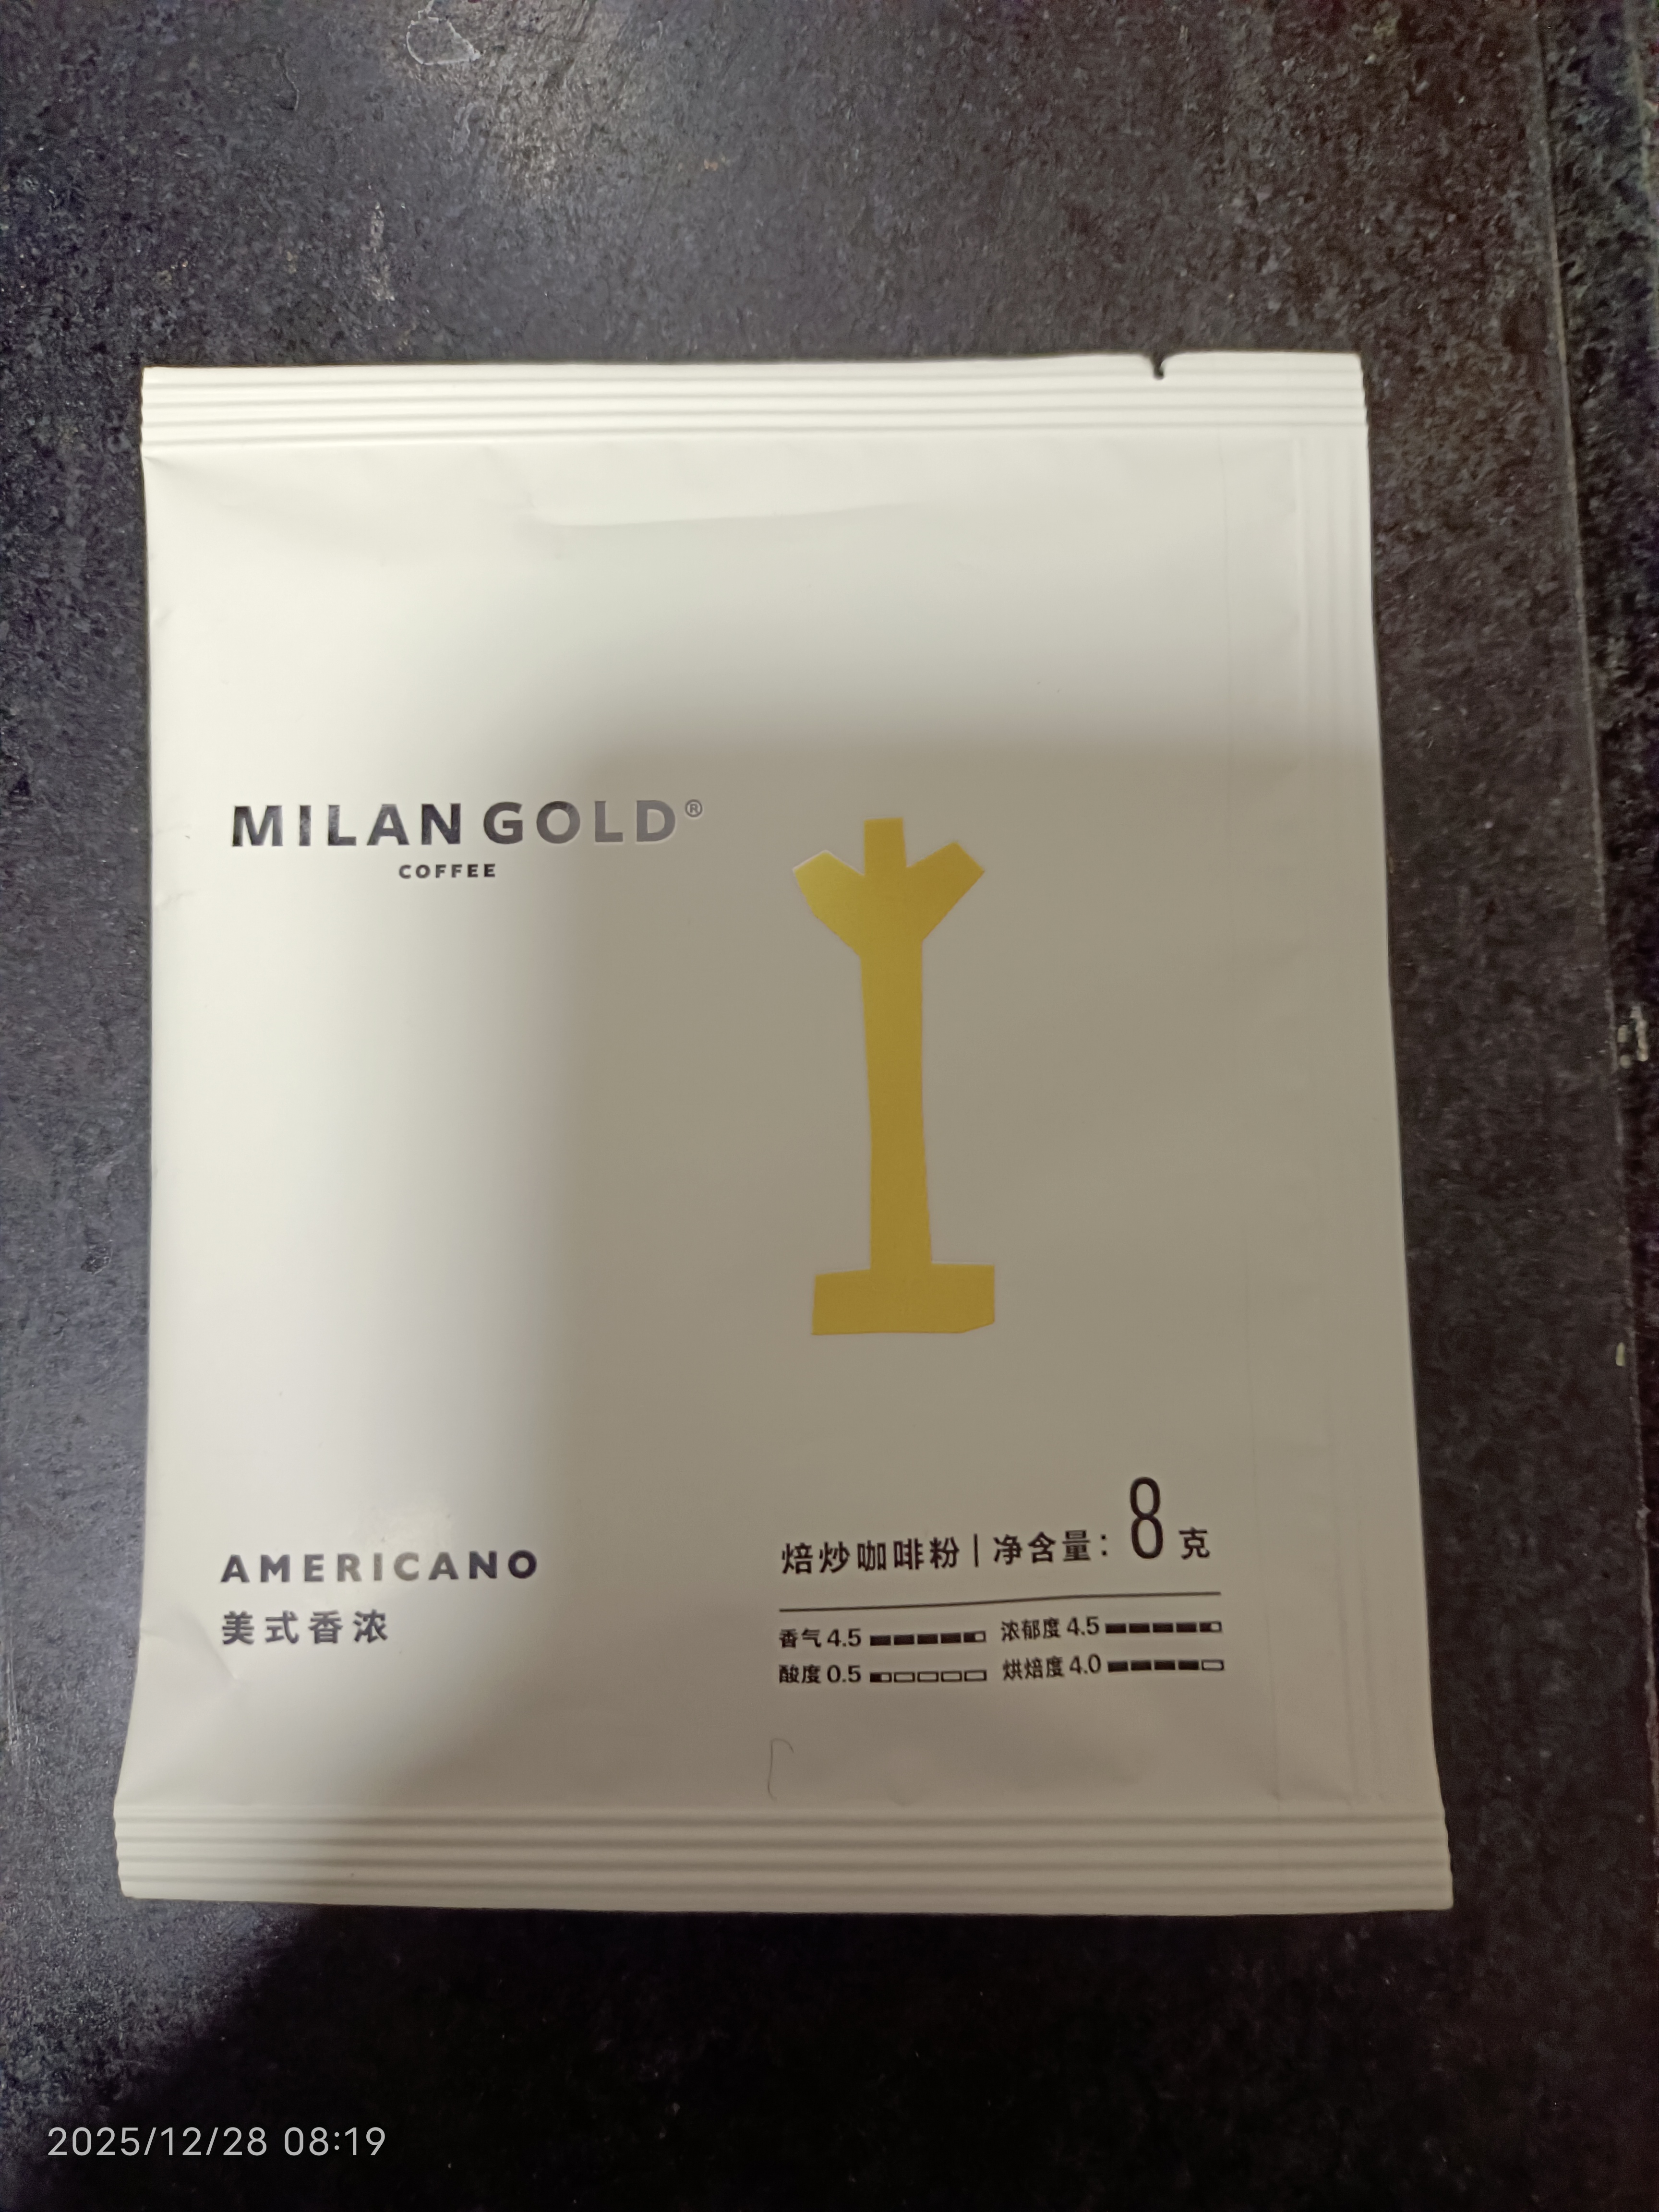 MILAN GOLD®
COFFEE
AMERICANO
美式香浓
焙炒咖啡粉 | 净含量: 8 克
香气 4.5 浓郁度 4.5
酸度 0.5 烘焙度 4.0
2025/12/28 08:19